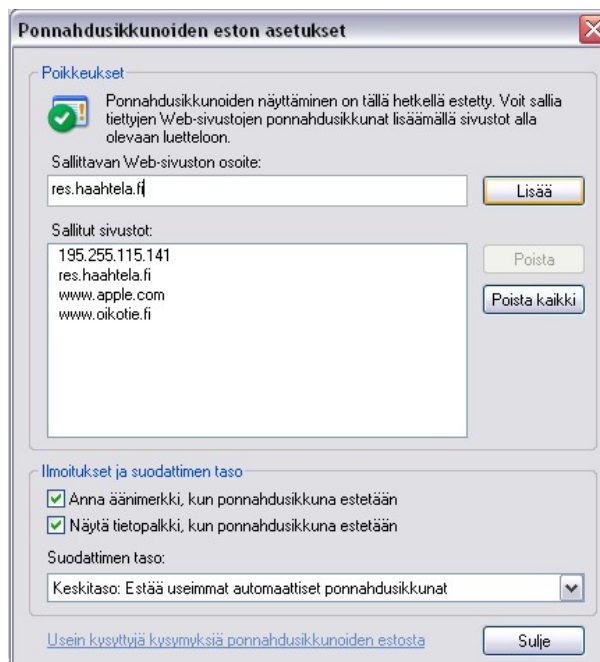 Ponnahdusikkunoiden eston asetukset
Poikkeukset
Ponnahdusikkunoiden näyttäminen on tällä hetkellä estetty. Voit sallia
tiettyjen Web-sivustojen ponnahdusikkunat lisäämällä sivustot alla
olevaan luetteloon.
Sallittavan Web-sivuston osoite:
res.haahtela.fi
Lisää
Sallitut sivustot:
195.255.115.141
res.haahtela.fi
www.apple.com
www.oikotie.fi
Poista
Poista kaikki
Ilmoitukset ja suodattimen taso
Anna äänimerkki, kun ponnahdusikkuna estetään
Näytä tietopalkki, kun ponnahdusikkuna estetään
Suodattimen taso:
Keskitaso: Estää useimmat automaattiset ponnahdusikkunat
Usein kysyttyjä kysymyksiä ponnahdusikkunoiden estosta
Sulje